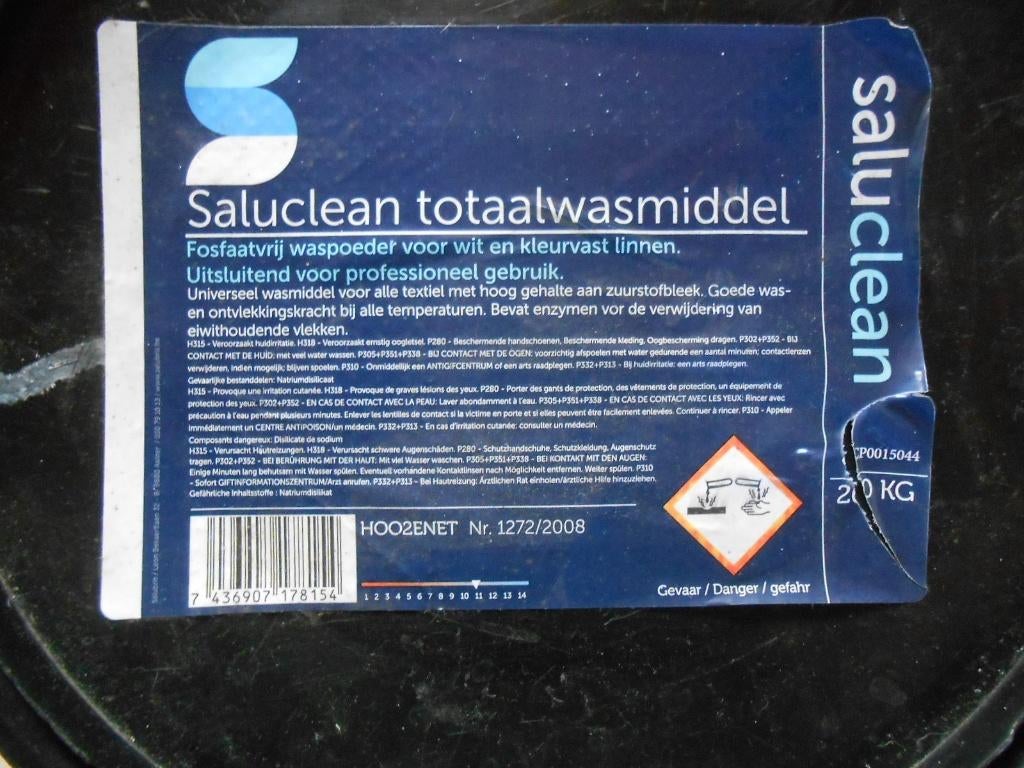 Saluclean totaalwasmiddel
Fosfaatvrij waspoeder voor wit en kleurvast linnen.
Uitsluitend voor professioneel gebruik.
Universeel wasmiddel voor alle textiel met hoog gehalte aan zuurstofbleek. Goede was-
en ontvlekkingskracht bij alle temperaturen. Bevat enzymen vor de verwijdering van
eiwithoudende vlekken.
H315 - Veroorzaakt huidirritatie. H318 - Veroorzaakt ernstig oogletsel. P280 - Beschermende handschoenen, Beschermende kleding, Oogbescherming dragen. P302+P352 - BIJ
CONTACT MET DE HUID: met veel water wassen. P305+P351+P338 - BIJ CONTACT MET DE OGEN: voorzichtig afspoelen met water gedurende een aantal minuten; contactlenzen
verwijderen, indien mogelijk; blijven spoelen. P310 - Onmiddellijk een ANTIGIFCENTRUM of een arts raadplegen. P332+P313 - Bij huidirritatie: een arts raadplegen.
Gevaarlijke bestanddelen: Natriumdisilicaat
H315 - Provoque une irritation cutanée. H318 - Provoque de graves lésions des yeux. P280 - Porter des gants de protection, des vêtements de protection, un équipement de
protection des yeux. P302+P352 - EN CAS DE CONTACT AVEC LA PEAU: Laver abondamment à l'eau. P305+P351+P338 - EN CAS DE CONTACT AVEC LES YEUX: Rincer avec
précaution à l'eau pendant plusieurs minutes. Enlever les lentilles de contact si la victime en porte et si elles peuvent être facilement enlevées. Continuer à rincer. P310 - Appeler
immédiatement un CENTRE ANTIPOISON/un médecin. P332+P313 - En cas d'irritation cutanée: consulter un médecin.
Composants dangereux: Disilicate de sodium
H315 - Verursacht Hautreizungen. H318 - Verursacht schwere Augenschäden. P280 - Schutzhandschuhe, Schutzkleidung, Augenschutz
tragen. P302+P352 - BEI BERÜHRUNG MIT DER HAUT: Mit viel Wasser waschen. P305+P351+P338 - BEI KONTAKT MIT DEN AUGEN:
Einige Minuten lang behutsam mit Wasser spülen. Eventuell vorhandene Kontaktlinsen nach Möglichkeit entfernen. Weiter spülen. P310
- Sofort GIFTINFORMATIONSZENTRUM/Arzt anrufen. P332+P313 - Bei Hautreizung: Ärztlichen Rat einholen/ärztliche Hilfe hinzuziehen.
Gefährliche Inhaltsstoffe : Natriumdisilikat
HOO2ENET Nr. 1272/2008
7 436907 178154
1 2 3 4 5 6 7 8 9 10 11 12 13 14
Gevaar / Danger / gefahr
saluclean
CP0015044
20 KG